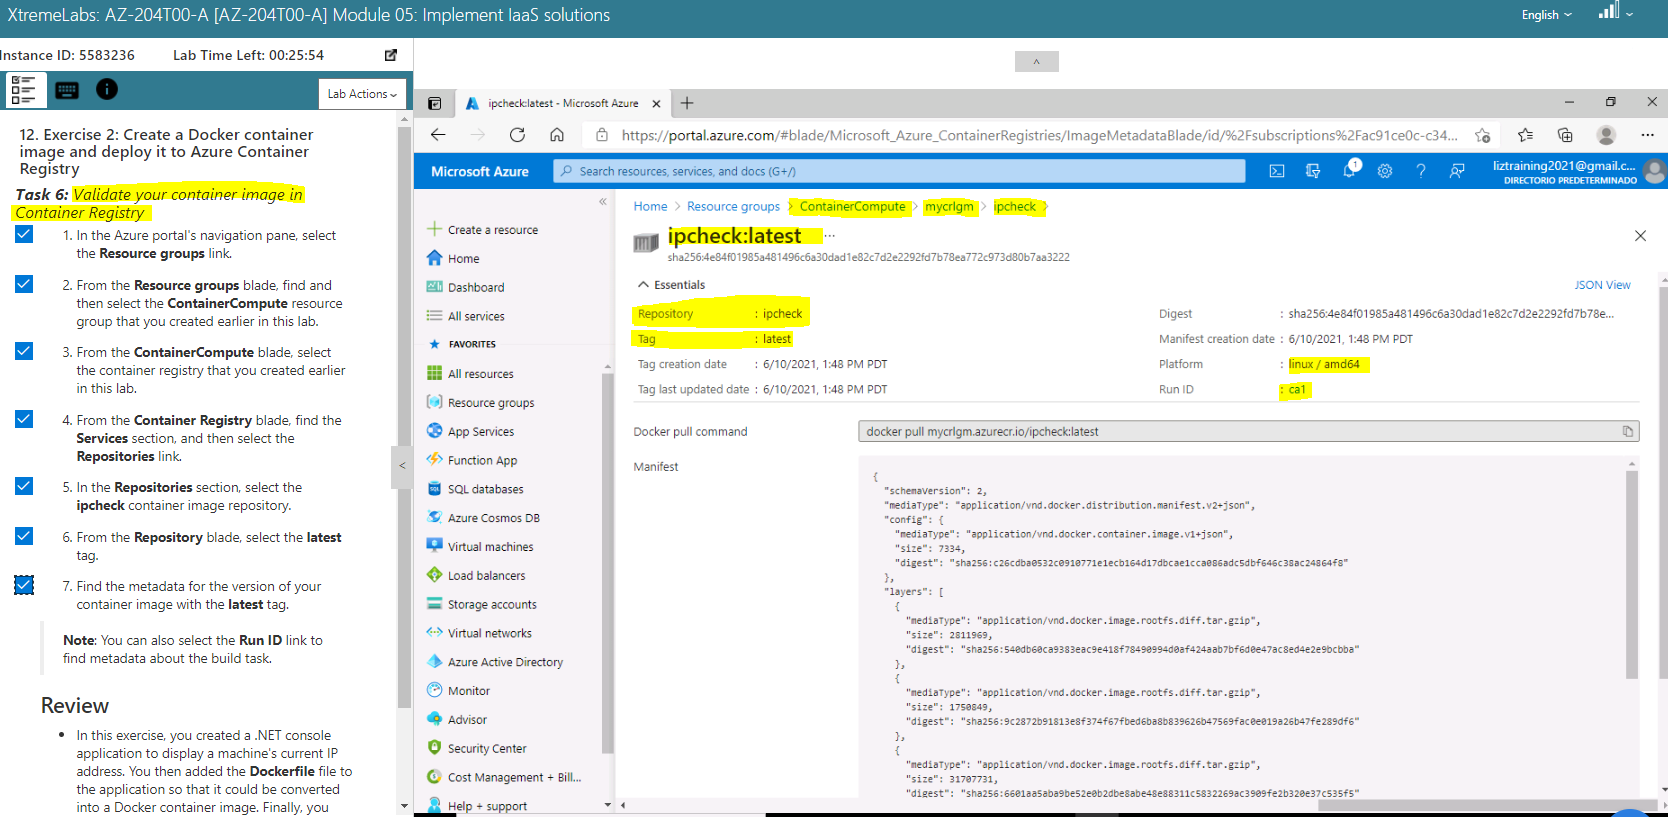 XtremeLabs: AZ-204T00-A [AZ-204T00-A] Module 05: Implement IaaS solutions
English
Instance ID: 5583236
Lab Time Left: 00:25:54
Lab Actions
12. Exercise 2: Create a Docker container
image and deploy it to Azure Container
Registry
Task 6: Validate your container image in
Container Registry
1. In the Azure portal's navigation pane, select
the Resource groups link.
2. From the Resource groups blade, find and
then select the ContainerCompute resource
group that you created earlier in this lab.
3. From the ContainerCompute blade, select
the container registry that you created earlier
in this lab.
4. From the Container Registry blade, find the
Services section, and then select the
Repositories link.
5. In the Repositories section, select the
ipcheck container image repository.
6. From the Repository blade, select the latest
tag.
7. Find the metadata for the version of your
container image with the latest tag.
Note: You can also select the Run ID link to
find metadata about the build task.
Review
• In this exercise, you created a .NET console
application to display a machine's current IP
address. You then added the Dockerfile file to
the application so that it could be converted
into a Docker container image. Finally, you
ipcheck:latest - Microsoft Azure
https://portal.azure.com/#blade/Microsoft_Azure_ContainerRegistries/ImageMetadataBlade/id/%2Fsubscriptions%2Fac91ce0c-c34...
Microsoft Azure
Search resources, services, and docs (G+/)
1
liztraining2021@gmail.c...
DIRECTORIO PREDETERMINADO
Create a resource
Home
Dashboard
All services
FAVORITES
All resources
Resource groups
App Services
Function App
SQL databases
Azure Cosmos DB
Virtual machines
Load balancers
Storage accounts
Virtual networks
Azure Active Directory
Monitor
Advisor
Security Center
Cost Management + Bill...
Help + support
Home > Resource groups > ContainerCompute > mycrlgm > ipcheck >
ipcheck:latest ...
sha256:4e84f01985a481496c6a30dad1e82c7d2e2292fd7b78ea772c973d80b7aa3222
Essentials
JSON View
Repository : ipcheck
Digest : sha256:4e84f01985a481496c6a30dad1e82c7d2e2292fd7b78e...
Tag : latest
Manifest creation date : 6/10/2021, 1:48 PM PDT
Tag creation date : 6/10/2021, 1:48 PM PDT
Platform : linux / amd64
Tag last updated date : 6/10/2021, 1:48 PM PDT
Run ID : ca1
Docker pull command
docker pull mycrlgm.azurecr.io/ipcheck:latest
Manifest
{
"schemaVersion": 2,
"mediaType": "application/vnd.docker.distribution.manifest.v2+json",
"config": {
"mediaType": "application/vnd.docker.container.image.v1+json",
"size": 7334,
"digest": "sha256:c26cdba0532c0910771e1ecb164d17dbcae1cca086adc5dbf646c38ac24864f8"
},
"layers": [
{
"mediaType": "application/vnd.docker.image.rootfs.diff.tar.gzip",
"size": 2811969,
"digest": "sha256:540db60ca9383eac9e418f78490994d0af424aab7bf6d0e47ac8ed4e2e9bcbba"
},
{
"mediaType": "application/vnd.docker.image.rootfs.diff.tar.gzip",
"size": 1750849,
"digest": "sha256:9c2872b91813e8f374f67fbed6ba8b839626b47569fac0e019a26b47fe289df6"
},
{
"mediaType": "application/vnd.docker.image.rootfs.diff.tar.gzip",
"size": 31707731,
"digest": "sha256:6601aa5aba9be52e0b2dbe8abe48e88311c5832269ac3909fe2b320e37c535f5"